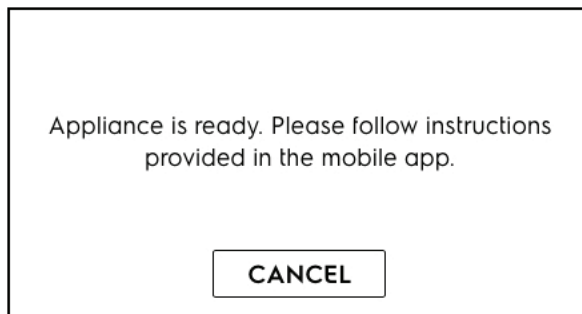 Appliance is ready. Please follow instructions
provided in the mobile app.
CANCEL